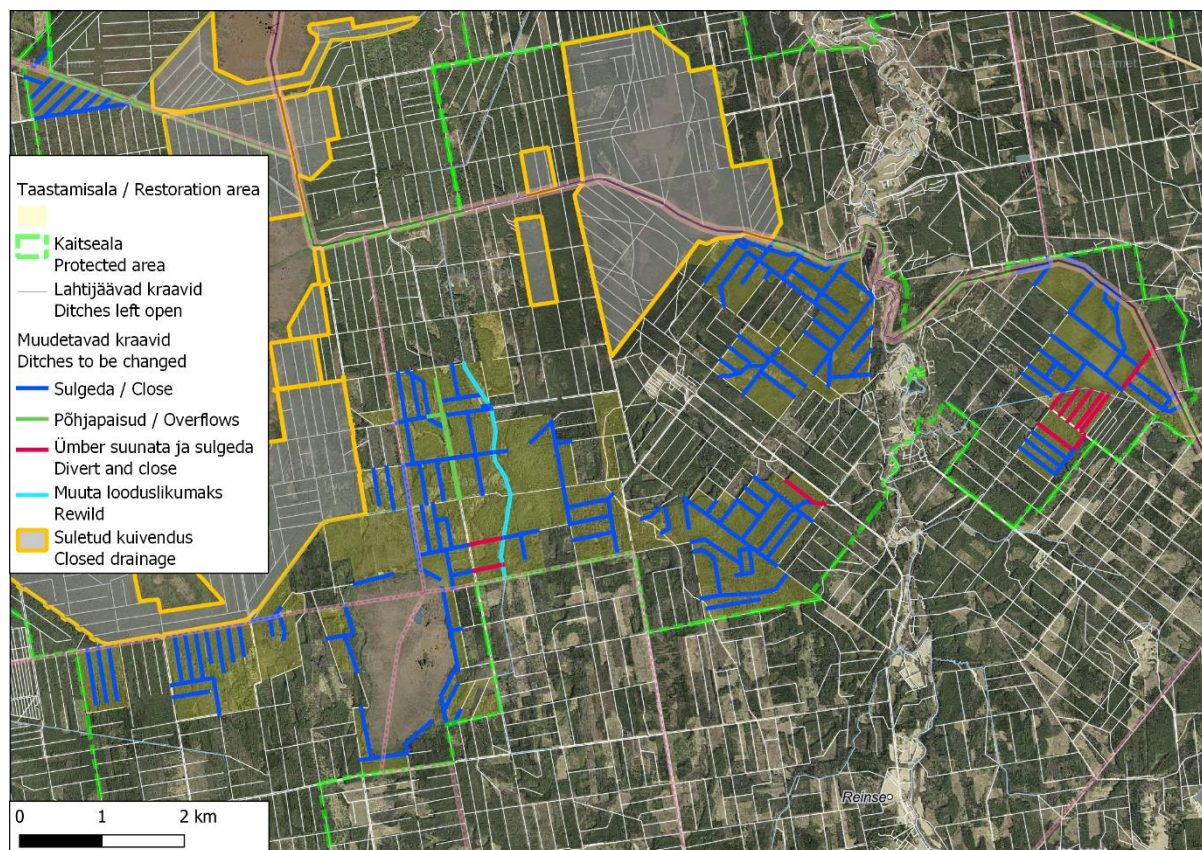 Taastamisala / Restoration area
Kaitseala
Protected area
Lahtijäävad kraavid
Ditches left open
Muudetavad kraavid
Ditches to be changed
Sulgeda / Close
Põhjapaisud / Overflows
Ümber suunata ja sulgeda
Divert and close
Muuta looduslikumaks
Rewild
Suletud kuivendus
Closed drainage
0 1 2 km
Reinse